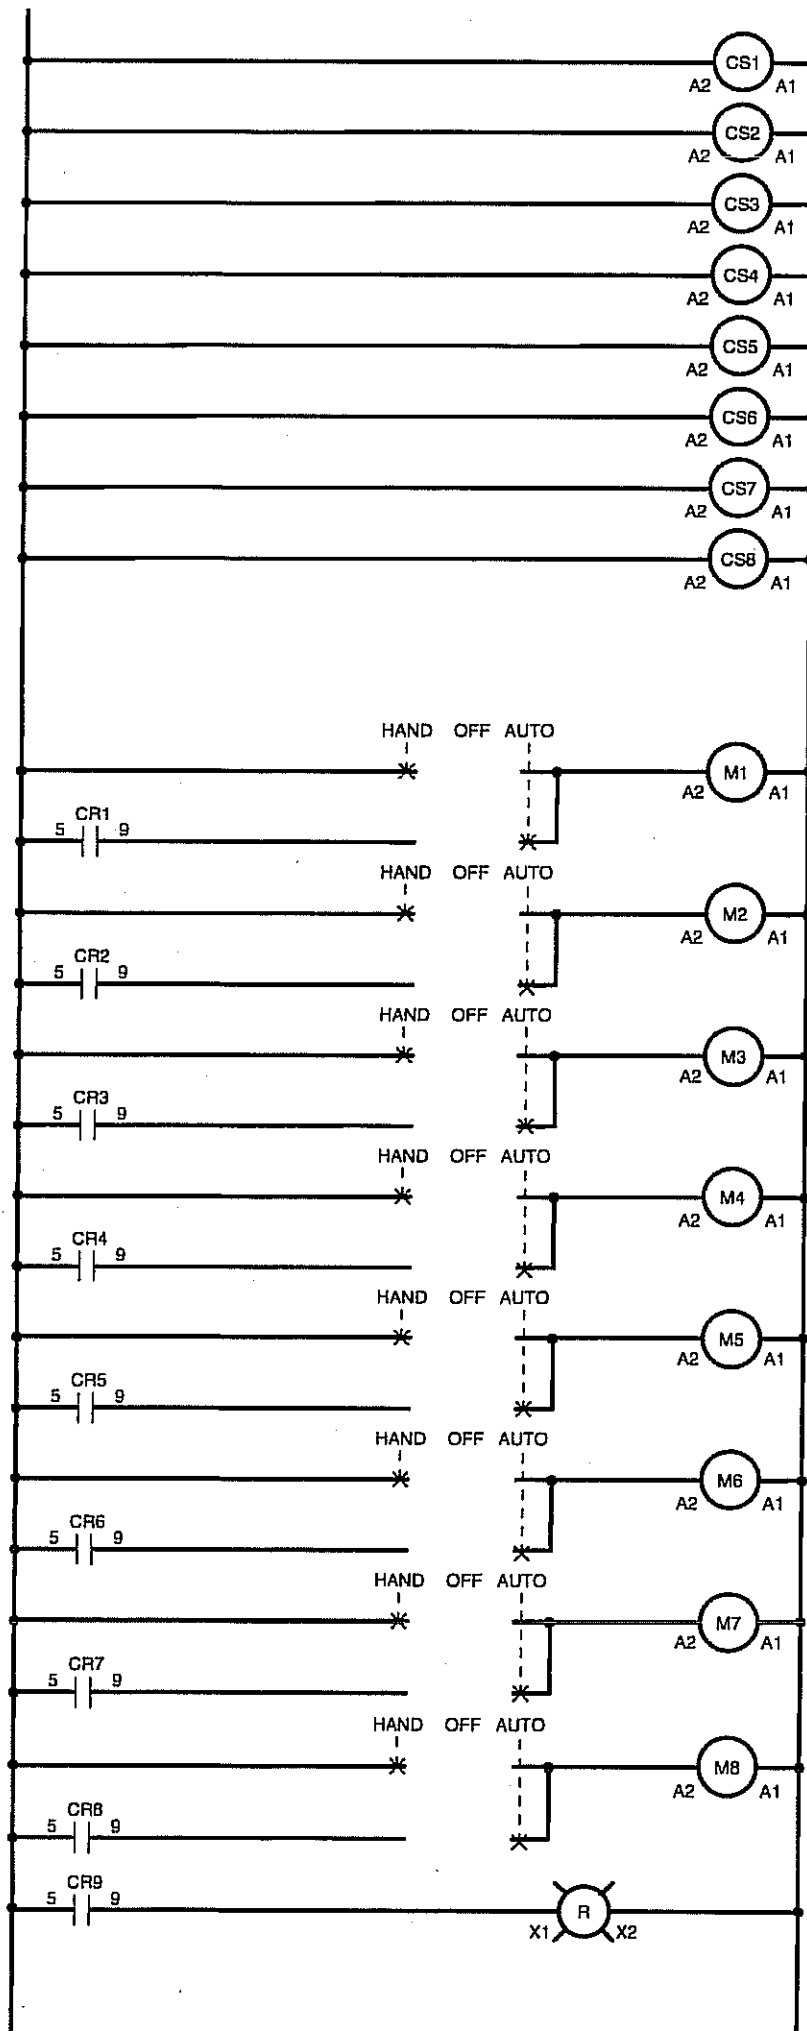 CS1
A2 A1
CS2
A2 A1
CS3
A2 A1
CS4
A2 A1
CS5
A2 A1
CS6
A2 A1
CS7
A2 A1
CS8
A2 A1
HAND OFF AUTO
M1
A2 A1
CR1
5 9
HAND OFF AUTO
M2
A2 A1
CR2
5 9
HAND OFF AUTO
M3
A2 A1
CR3
5 9
HAND OFF AUTO
M4
A2 A1
CR4
5 9
HAND OFF AUTO
M5
A2 A1
CR5
5 9
HAND OFF AUTO
M6
A2 A1
CR6
5 9
HAND OFF AUTO
M7
A2 A1
CR7
5 9
HAND OFF AUTO
M8
A2 A1
CR8
5 9
CR9
5 9
R
X1 X2